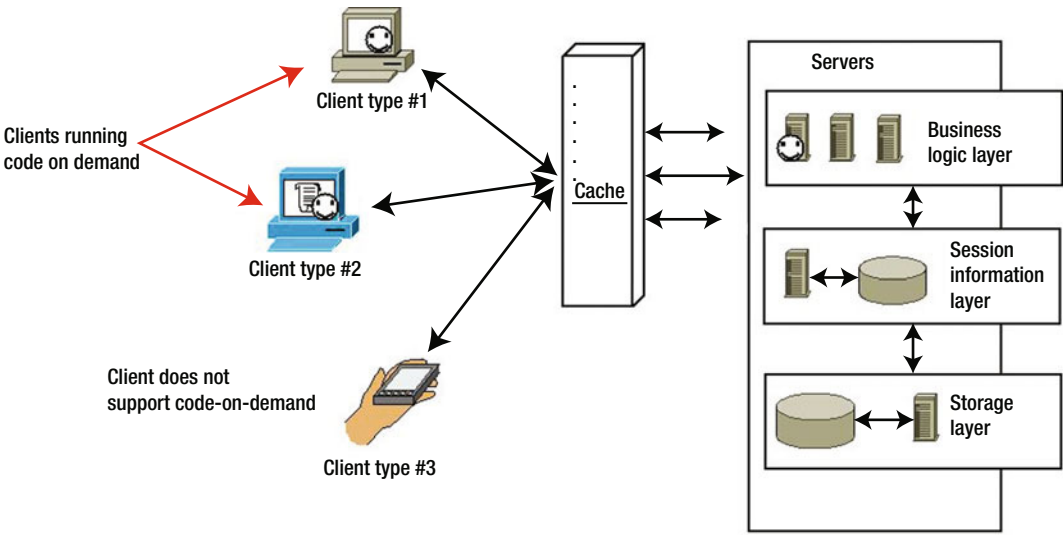 Client type #1
Clients running
code on demand
Client type #2
Client does not
support code-on-demand
Client type #3
Cache
Servers
Business
logic layer
Session
information
layer
Storage
layer